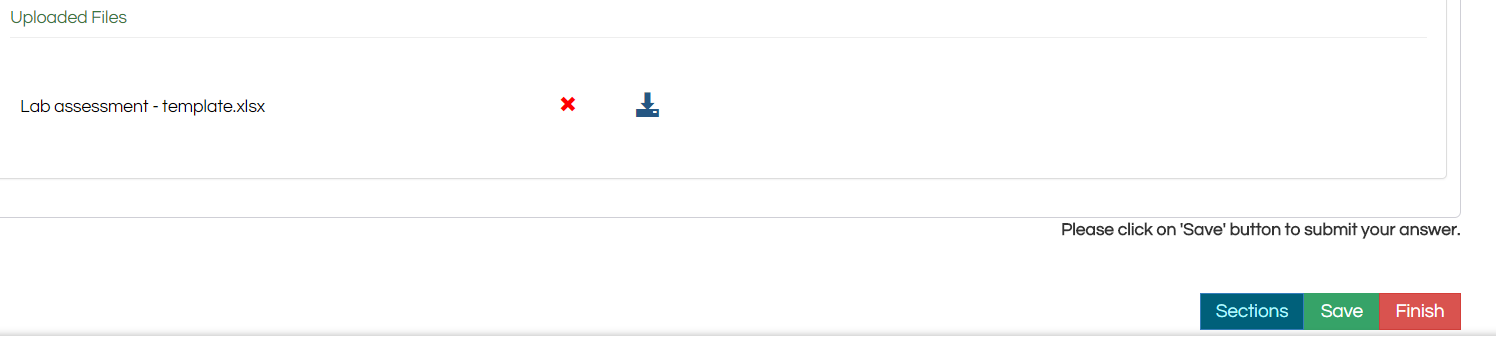 Uploaded Files
Lab assessment - template.xlsx
Please click on 'Save' button to submit your answer.
Sections Save Finish